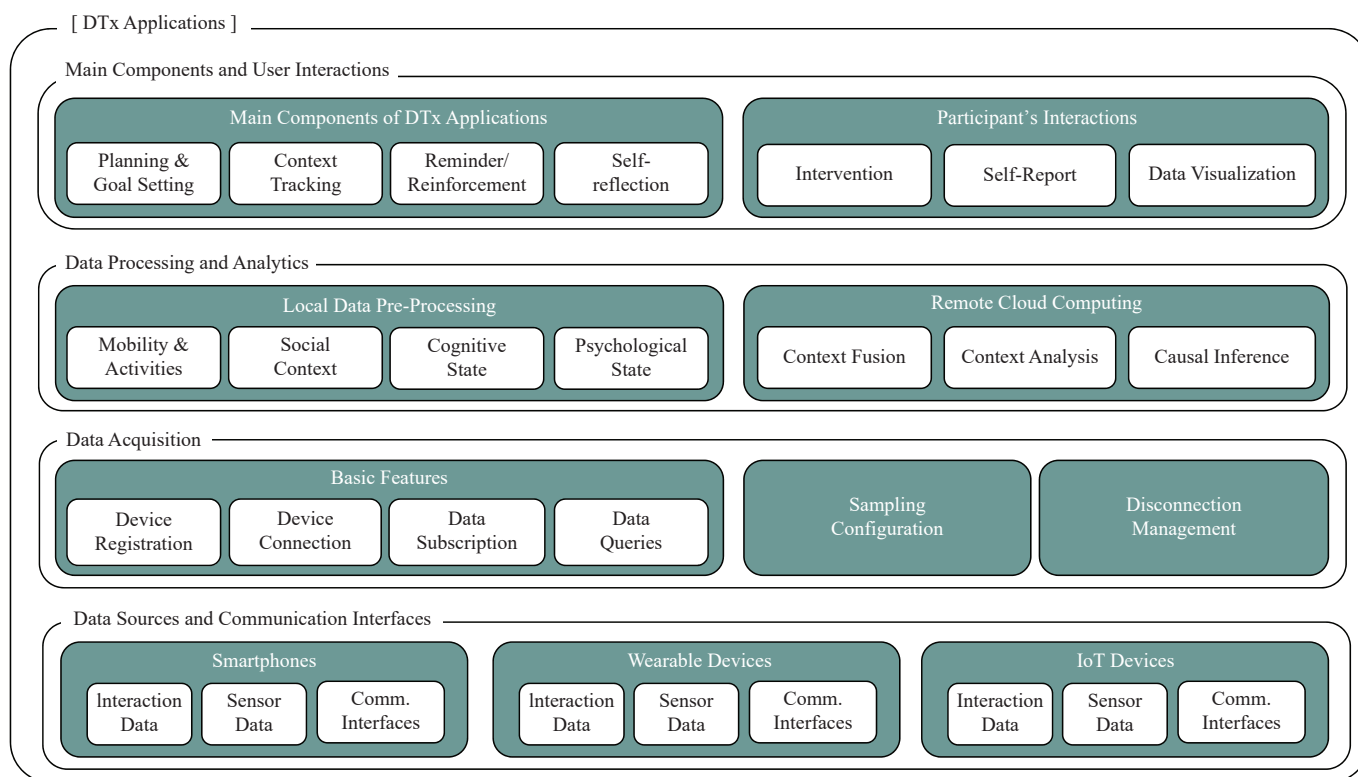 [ DTx Applications ]
Main Components and User Interactions
Main Components of DTx Applications
Planning &
Goal Setting
Context
Tracking
Reminder/
Reinforcement
Self-
reflection
Participant's Interactions
Intervention
Self-Report
Data Visualization
Data Processing and Analytics
Local Data Pre-Processing
Mobility &
Activities
Social
Context
Cognitive
State
Psychological
State
Remote Cloud Computing
Context Fusion
Context Analysis
Causal Inference
Data Acquisition
Basic Features
Device
Registration
Device
Connection
Data
Subscription
Data
Queries
Sampling
Configuration
Disconnection
Management
Data Sources and Communication Interfaces
Smartphones
Interaction
Data
Sensor
Data
Comm.
Interfaces
Wearable Devices
Interaction
Data
Sensor
Data
Comm.
Interfaces
IoT Devices
Interaction
Data
Sensor
Data
Comm.
Interfaces